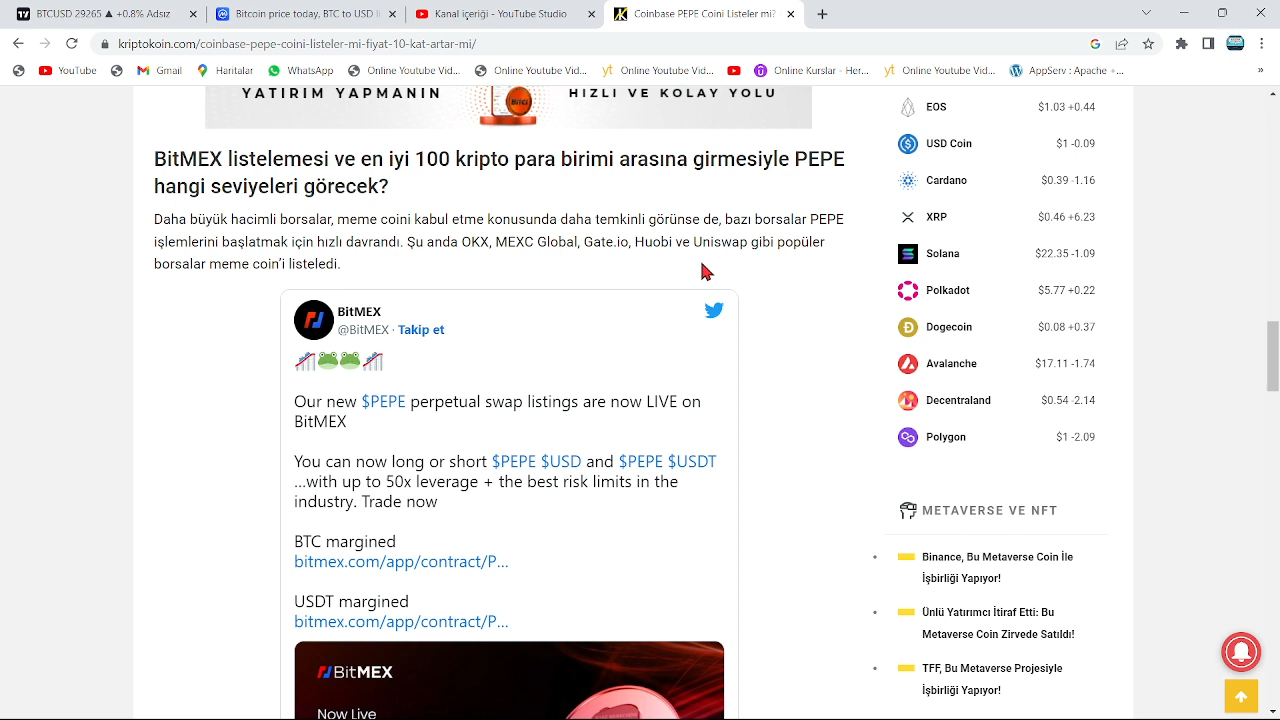 BTCUSD 29265 ▲ +0.8% Adsız
Bitcoin price today, BTC to USD li
Kanal içeriği - YouTube Studio
Coinbase PEPE Coini Listeler mi?
kriptokoin.com/coinbase-pepe-coini-listeler-mi-fiyat-10-kat-artar-mi/
YouTube
Gmail
Haritalar
WhatsApp
Online Youtube Vid...
Online Youtube Vid...
Online Youtube Vid...
Online Kurslar - Her...
Online Youtube Vid...
AgpServ : Apache +...
»
YATIRIM YAPMANIN
Bitci
HIZLI VE KOLAY YOLU
BitMEX listelemesi ve en iyi 100 kripto para birimi arasına girmesiyle PEPE
hangi seviyeleri görecek?
Daha büyük hacimli borsalar, meme coini kabul etme konusunda daha temkinli görünse de, bazı borsalar PEPE
işlemlerini başlatmak için hızlı davrandı. Şu anda OKX, MEXC Global, Gate.io, Huobi ve Uniswap gibi popüler
borsalar meme coin’i listeledi.
BitMEX
@BitMEX · Takip et
Our new $PEPE perpetual swap listings are now LIVE on
BitMEX
You can now long or short $PEPE $USD and $PEPE $USDT
...with up to 50x leverage + the best risk limits in the
industry. Trade now
BTC margined
bitmex.com/app/contract/P...
USDT margined
bitmex.com/app/contract/P...
BitMEX
Now Live
EOS $1.03 +0.44
USD Coin $1 -0.09
Cardano $0.39 -1.16
XRP $0.46 +6.23
Solana $22.35 -1.09
Polkadot $5.77 +0.22
Dogecoin $0.08 +0.37
Avalanche $17.11 -1.74
Decentraland $0.54 -2.14
Polygon $1 -2.09
METAVERSE VE NFT
Binance, Bu Metaverse Coin İle
İşbirliği Yapıyor!
Ünlü Yatırımcı İtiraf Etti: Bu
Metaverse Coin Zirvede Satıldı!
TFF, Bu Metaverse Projesiyle
İşbirliği Yapıyor!